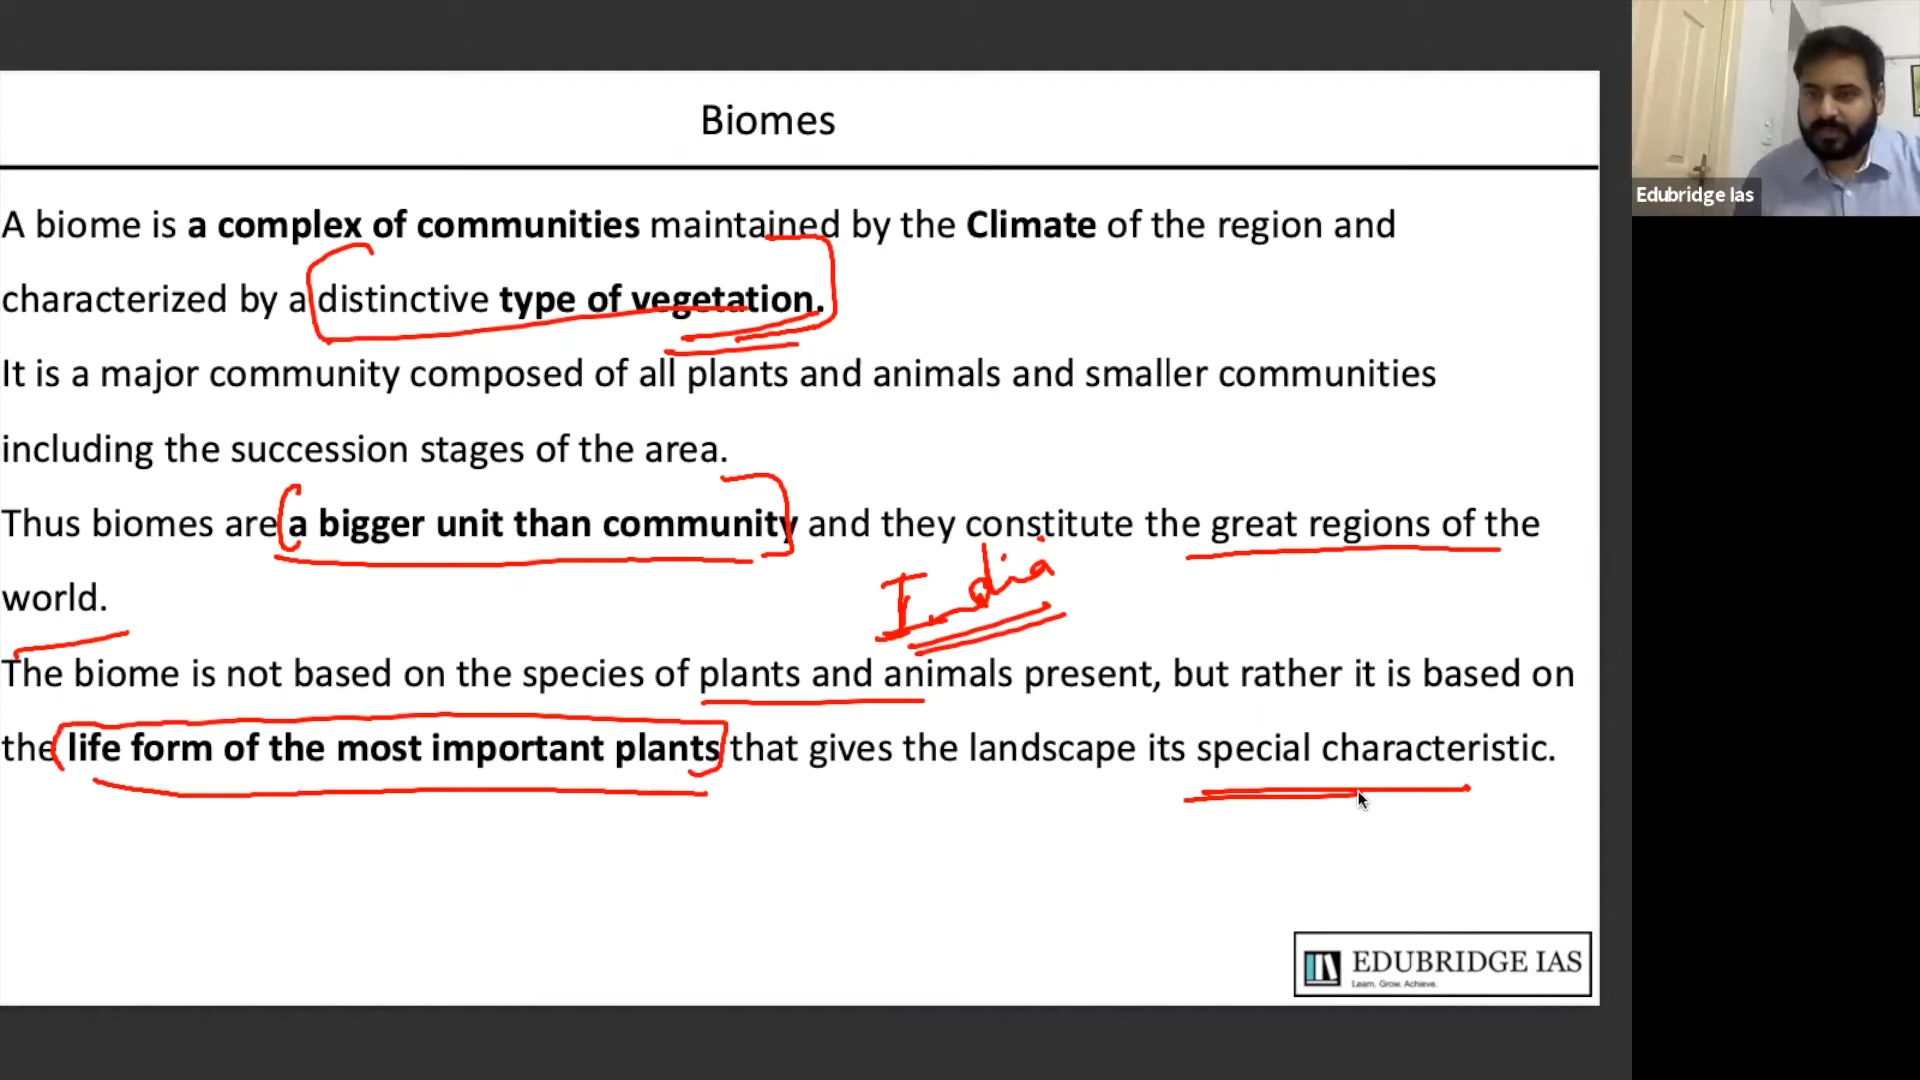 Biomes
A biome is a complex of communities maintained by the Climate of the region and
characterized by a distinctive type of vegetation.
It is a major community composed of all plants and animals and smaller communities
including the succession stages of the area.
Thus biomes are a bigger unit than community and they constitute the great regions of the
world.
India
The biome is not based on the species of plants and animals present, but rather it is based on
the life form of the most important plants that gives the landscape its special characteristic.
EDUBRIDGE IAS
Learn. Grow. Achieve.
Edubridge Ias